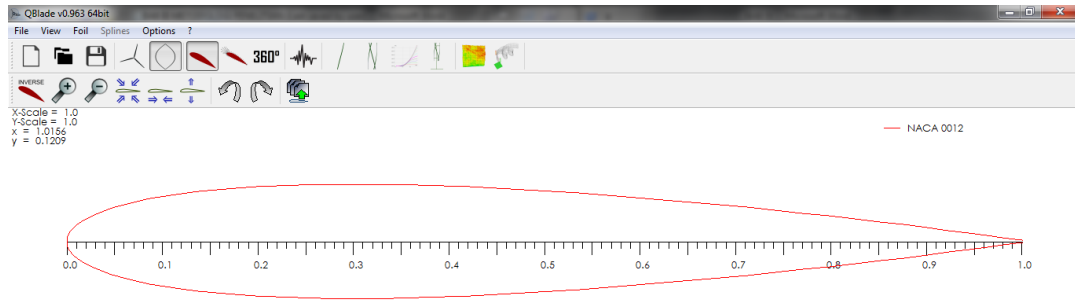 QBlade v0.963 64bit
File View Foil Splines Options ?
360°
INVERSE
X-Scale = 1.0
Y-Scale = 1.0
x = 1.0156
y = 0.1209
NACA 0012
0.0 0.1 0.2 0.3 0.4 0.5 0.6 0.7 0.8 0.9 1.0